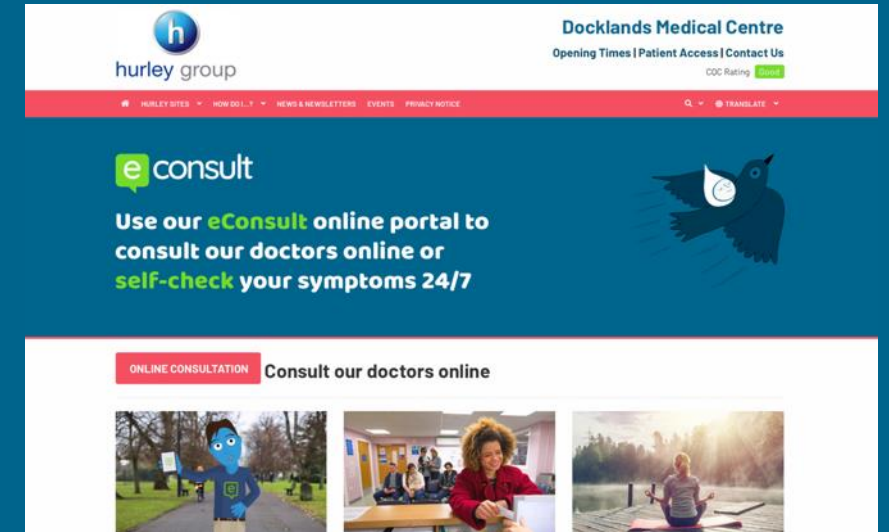 h
hurley group
Docklands Medical Centre
Opening Times | Patient Access | Contact Us
CQC Rating Good
HURLEY SITES HOW DO I...? NEWS & NEWSLETTERS EVENTS PRIVACY NOTICE TRANSLATE
e consult
Use our eConsult online portal to
consult our doctors online or
self-check your symptoms 24/7
ONLINE CONSULTATION Consult our doctors online
e